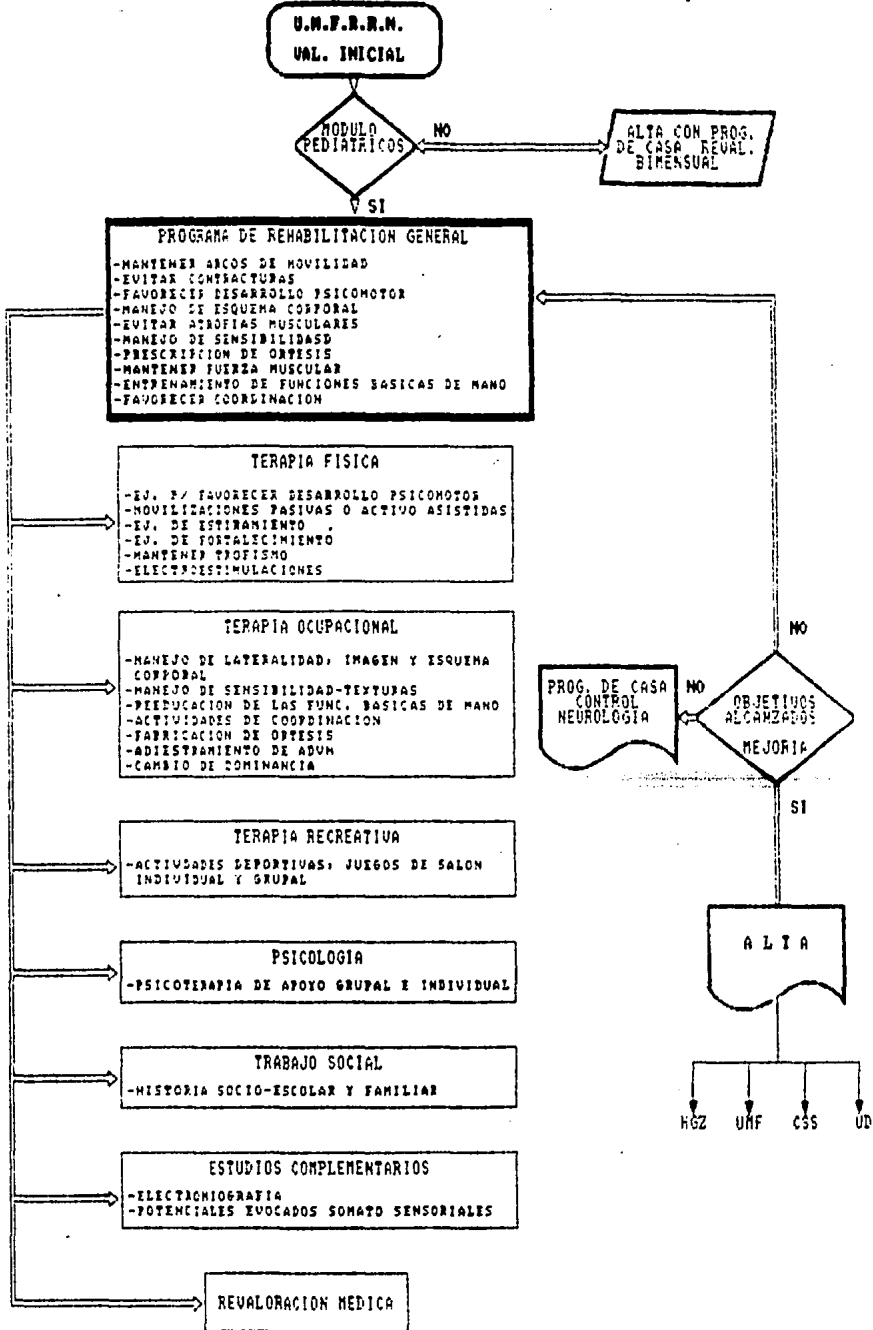 U.M.F.R.R.N.
VAL. INICIAL
MODULO
PEDIATRICOS
NO
ALTA CON PROG.
DE CASA REVAL.
BIMENSUAL
SI
PROGRAMA DE REHABILITACION GENERAL
-MANTENER ARCOS DE MOVILIDAD
-EVITAR CONTRACTURAS
-FAVORECER DESARROLLO PSICOMOTOR
-MANEJO DE ESQUEMA CORPORAL
-EVITAR ATROFIAS MUSCULARES
-MANEJO DE SENSIBILIDASD
-PRESCRIPCION DE ORTESIS
-MANTENER FUERZA MUSCULAR
-ENTRENAMIENTO DE FUNCIONES BASICAS DE MANO
-FAVORECER COORDINACION
TERAPIA FISICA
-EJ. P/ FAVORECER DESARROLLO PSICOMOTOR
-MOVILIZACIONES PASIVAS O ACTIVO ASISTIDAS
-EJ. DE ESTIRAMIENTO
-EJ. DE FORTALECIMIENTO
-MANTENER TROFISMO
-ELECTROESTIMULACIONES
TERAPIA OCUPACIONAL
-MANEJO DE LATERALIDAD, IMAGEN Y ESQUEMA
CORPORAL
-MANEJO DE SENSIBILIDAD-TEXTURAS
-REEDUCACION DE LAS FUNC. BASICAS DE MANO
-ACTIVIDADES DE COORDINACION
-FABRICACION DE ORTESIS
-ADIESTRAMIENTO DE ADVH
-CAMBIO DE DOMINANCIA
TERAPIA RECREATIVA
-ACTIVIDADES DEPORTIVAS, JUEGOS DE SALON
INDIVIDUAL Y GRUPAL
PSICOLOGIA
-PSICOTERAPIA DE APOYO GRUPAL E INDIVIDUAL
TRABAJO SOCIAL
-HISTORIA SOCIO-ESCOLAR Y FAMILIAR
ESTUDIOS COMPLEMENTARIOS
-ELECTROMIOGRAFIA
-POTENCIALES EVOCADOS SOMATO SENSORIALES
REVALORACION MEDICA
NO
OBJETIVOS
ALCANZADOS
MEJORIA
NO
PROG. DE CASA
CONTROL
NEUROLOGIA
SI
A L T A
HGZ UMF CSS UD